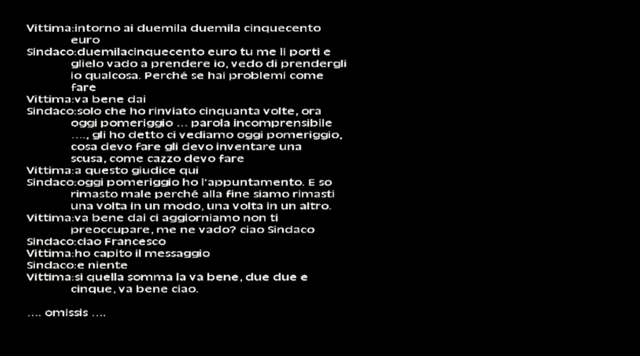 Vittima:intorno ai duemila duemila cinquecento
euro
Sindaco:duemilacinquecento euro tu me li porti e
glielo vado a prendere io, vedo di prendergli
io qualcosa. Perché se hai problemi come
fare
Vittima:va bene dai
Sindaco:solo che ho rinviato cinquanta volte, ora
oggi pomeriggio ... parola incomprensibile
...., gli ho detto ci vediamo oggi pomeriggio,
cosa devo fare gli devo inventare una
scusa, come cazzo devo fare
Vittima:a questo giudice qui
Sindaco:oggi pomeriggio ho l'appuntamento. E so
rimasto male perché alla fine siamo rimasti
una volta in un modo, una volta in un altro.
Vittima:va bene dai ci aggiorniamo non ti
preoccupare, me ne vado? ciao Sindaco
Sindaco:ciao Francesco
Vittima:ho capito il messaggio
Sindaco:e niente
Vittima:si quella somma la va bene, due due e
cinque, va bene ciao.
.... omissis ....